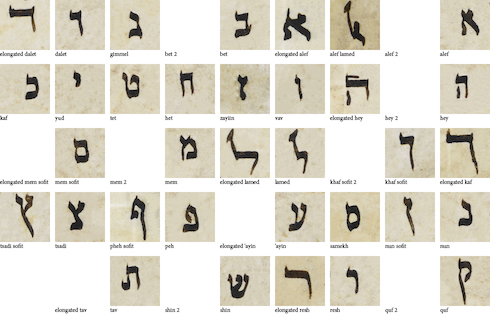 א ﭏ א ב ג ד ד
elongated dalet dalet gimmel bet 2 bet elongated alef alef lamed alef 2 alef
ה ה ו ז ח ט י כ
kaf yud tet het zayiin vav elongated hey hey 2 hey
ך ל ל מ ם
elongated mem sofit mem sofit mem 2 mem elongated lamed lamed khaf sofit 2 khaf sofit elongated kaf
נ ן ס ע פ ף צ ץ
tsadi sofit tsadi pheh sofit peh elongated 'ayin 'ayin samekh nun sofit nun
ק ר ר ש ת
elongated tav tav shin 2 shin elongated resh resh quf 2 quf